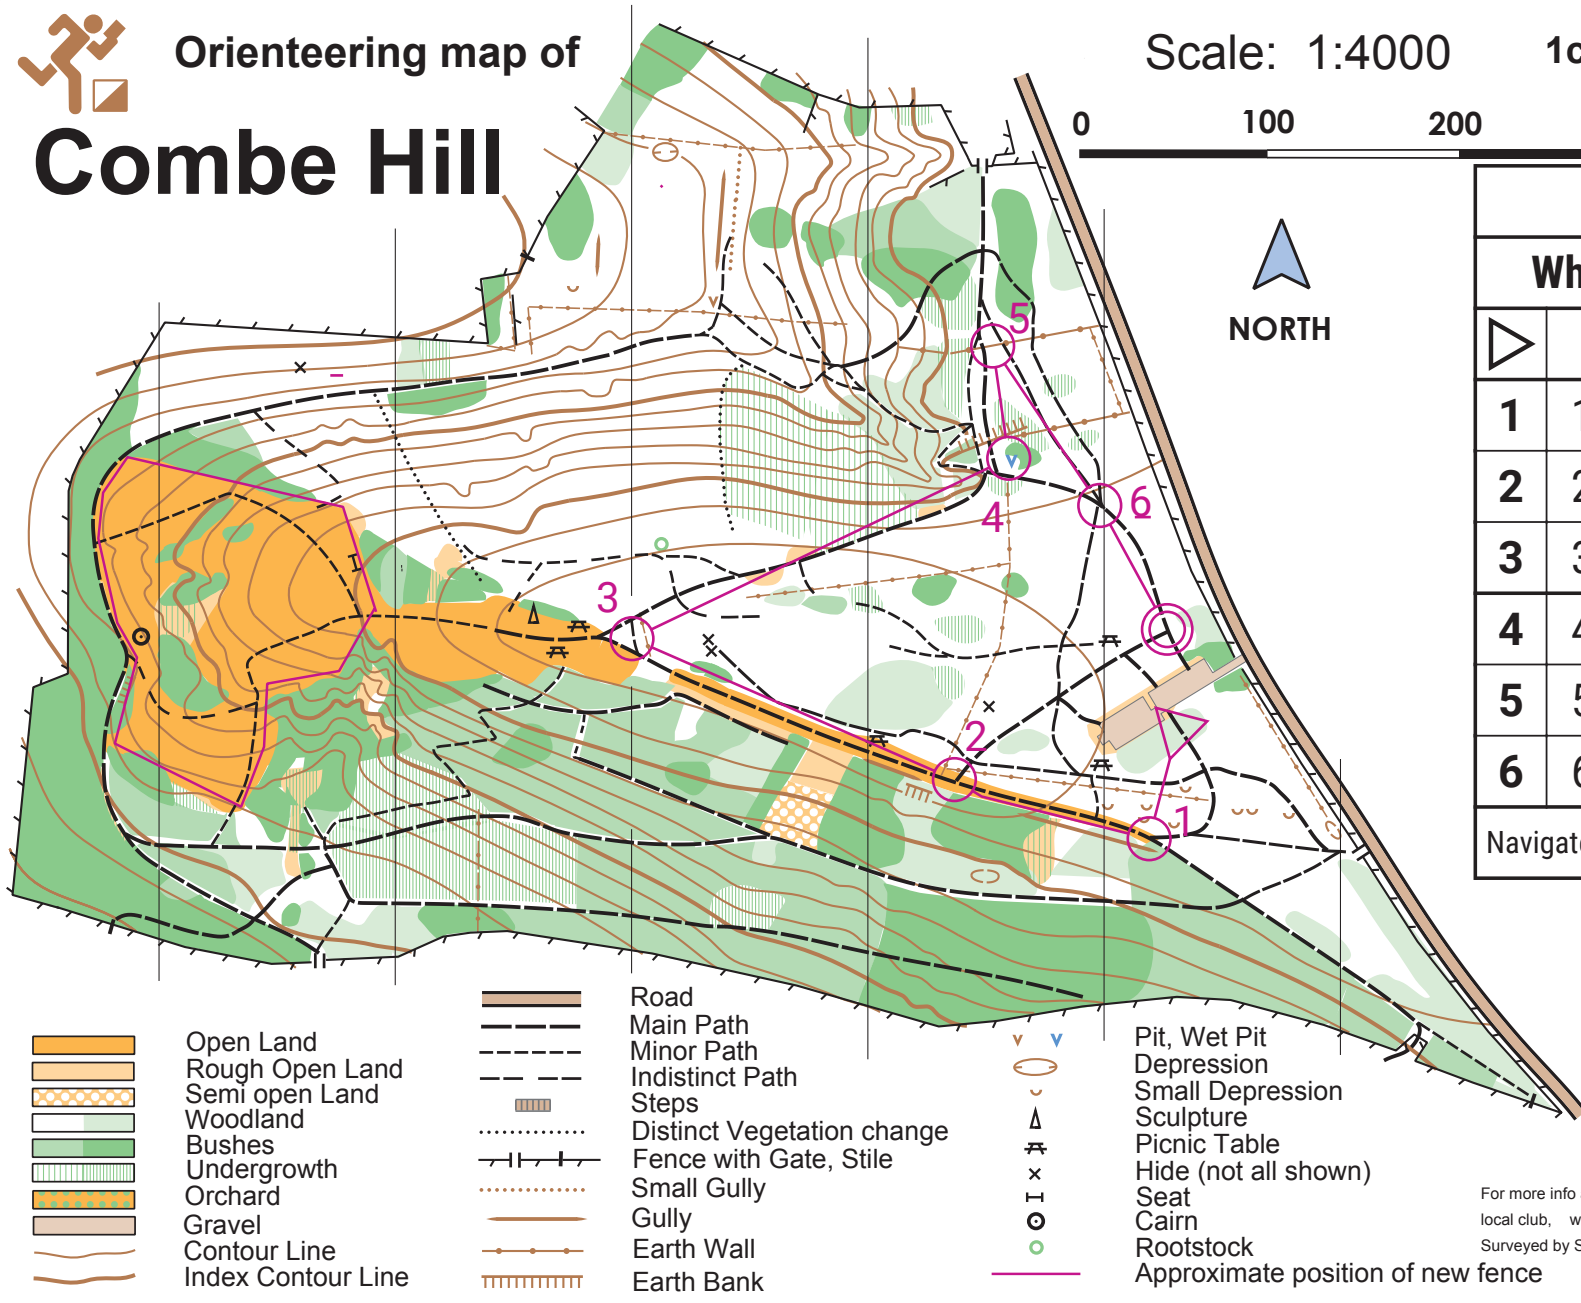 Orienteering map of
Combe Hill
Scale: 1:4000
0 100 200
NORTH
1
2
3
4
5
6
5
6
4
3
2
1
Navigat
Open Land
Rough Open Land
Semi open Land
Woodland
Bushes
Undergrowth
Orchard
Gravel
Contour Line
Index Contour Line
Road
Main Path
Minor Path
Indistinct Path
Steps
Distinct Vegetation change
Fence with Gate, Stile
Small Gully
Gully
Earth Wall
Earth Bank
Pit, Wet Pit
Depression
Small Depression
Sculpture
Picnic Table
Hide (not all shown)
Seat
Cairn
Rootstock
Approximate position of new fence
For more info
local club, w
Surveyed by S